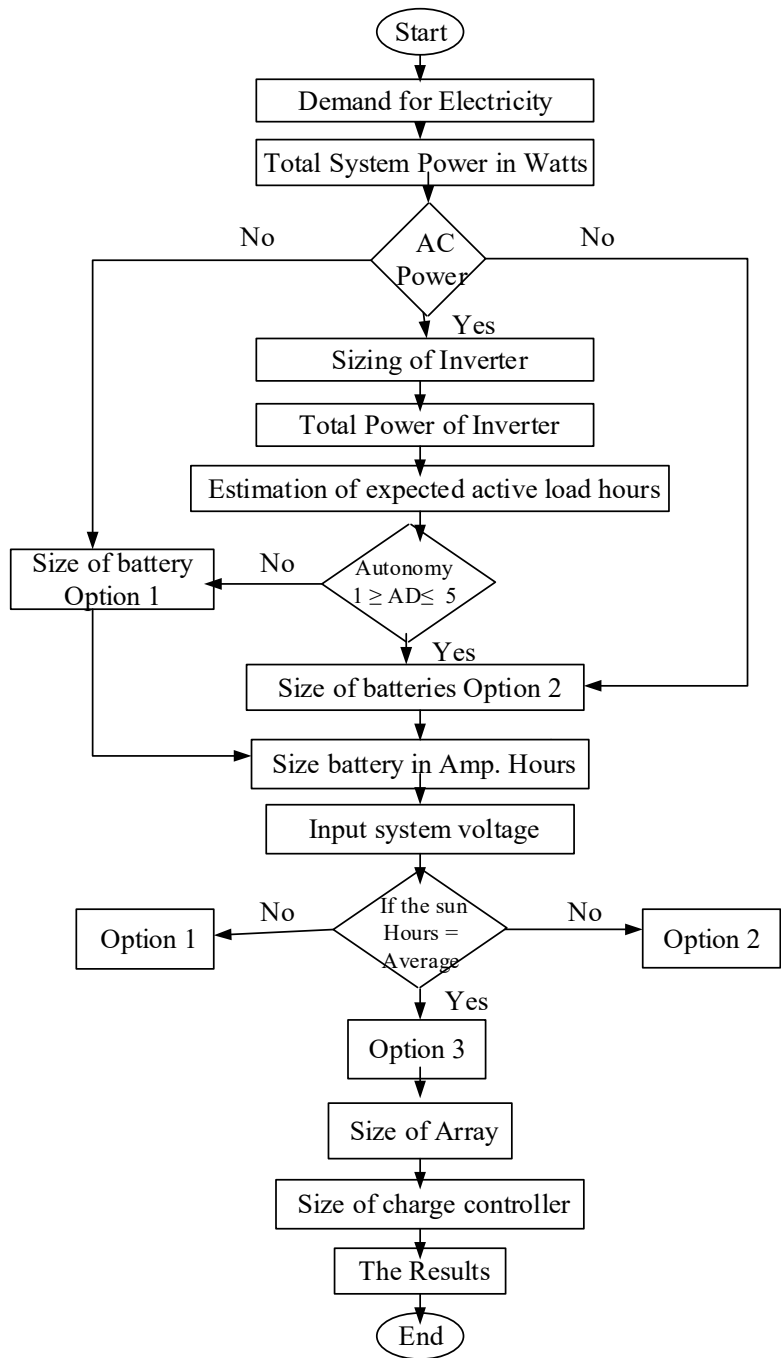 Start
Demand for Electricity
Total System Power in Watts
No
AC
Power
No
Yes
Sizing of Inverter
Total Power of Inverter
Estimation of expected active load hours
Size of battery
Option 1
No
Autonomy
1 ≥ AD≤ 5
Yes
Size of batteries Option 2
Size battery in Amp. Hours
Input system voltage
Option 1
No
If the sun
Hours =
Average
No
Option 2
Yes
Option 3
Size of Array
Size of charge controller
The Results
End